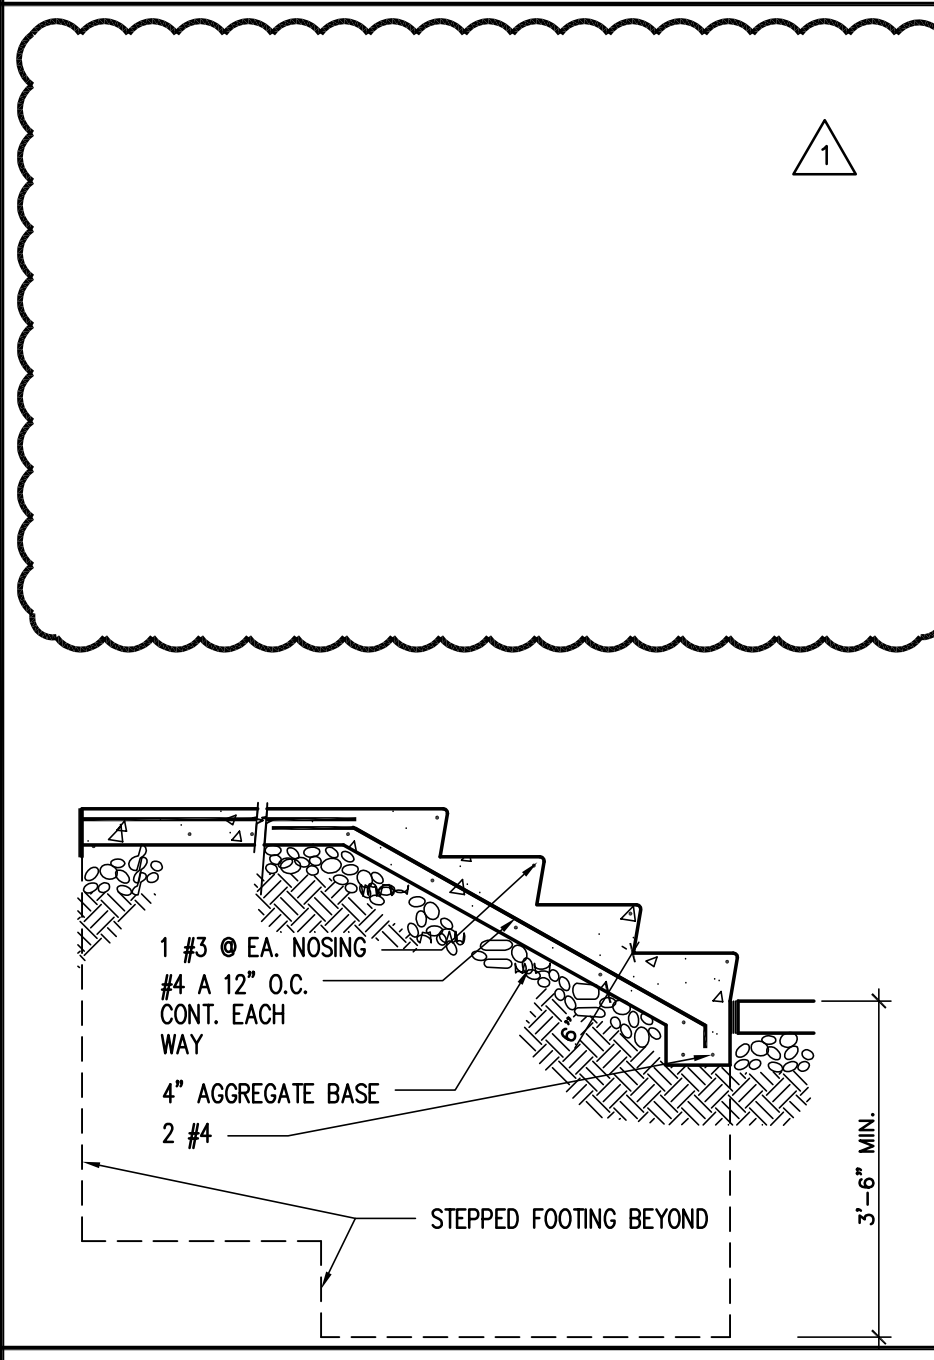 1
1 #3 @ EA. NOSING
#4 A 12" O.C.
CONT. EACH
WAY
6"
4" AGGREGATE BASE
2 #4
STEPPED FOOTING BEYOND
3'-6" MIN.